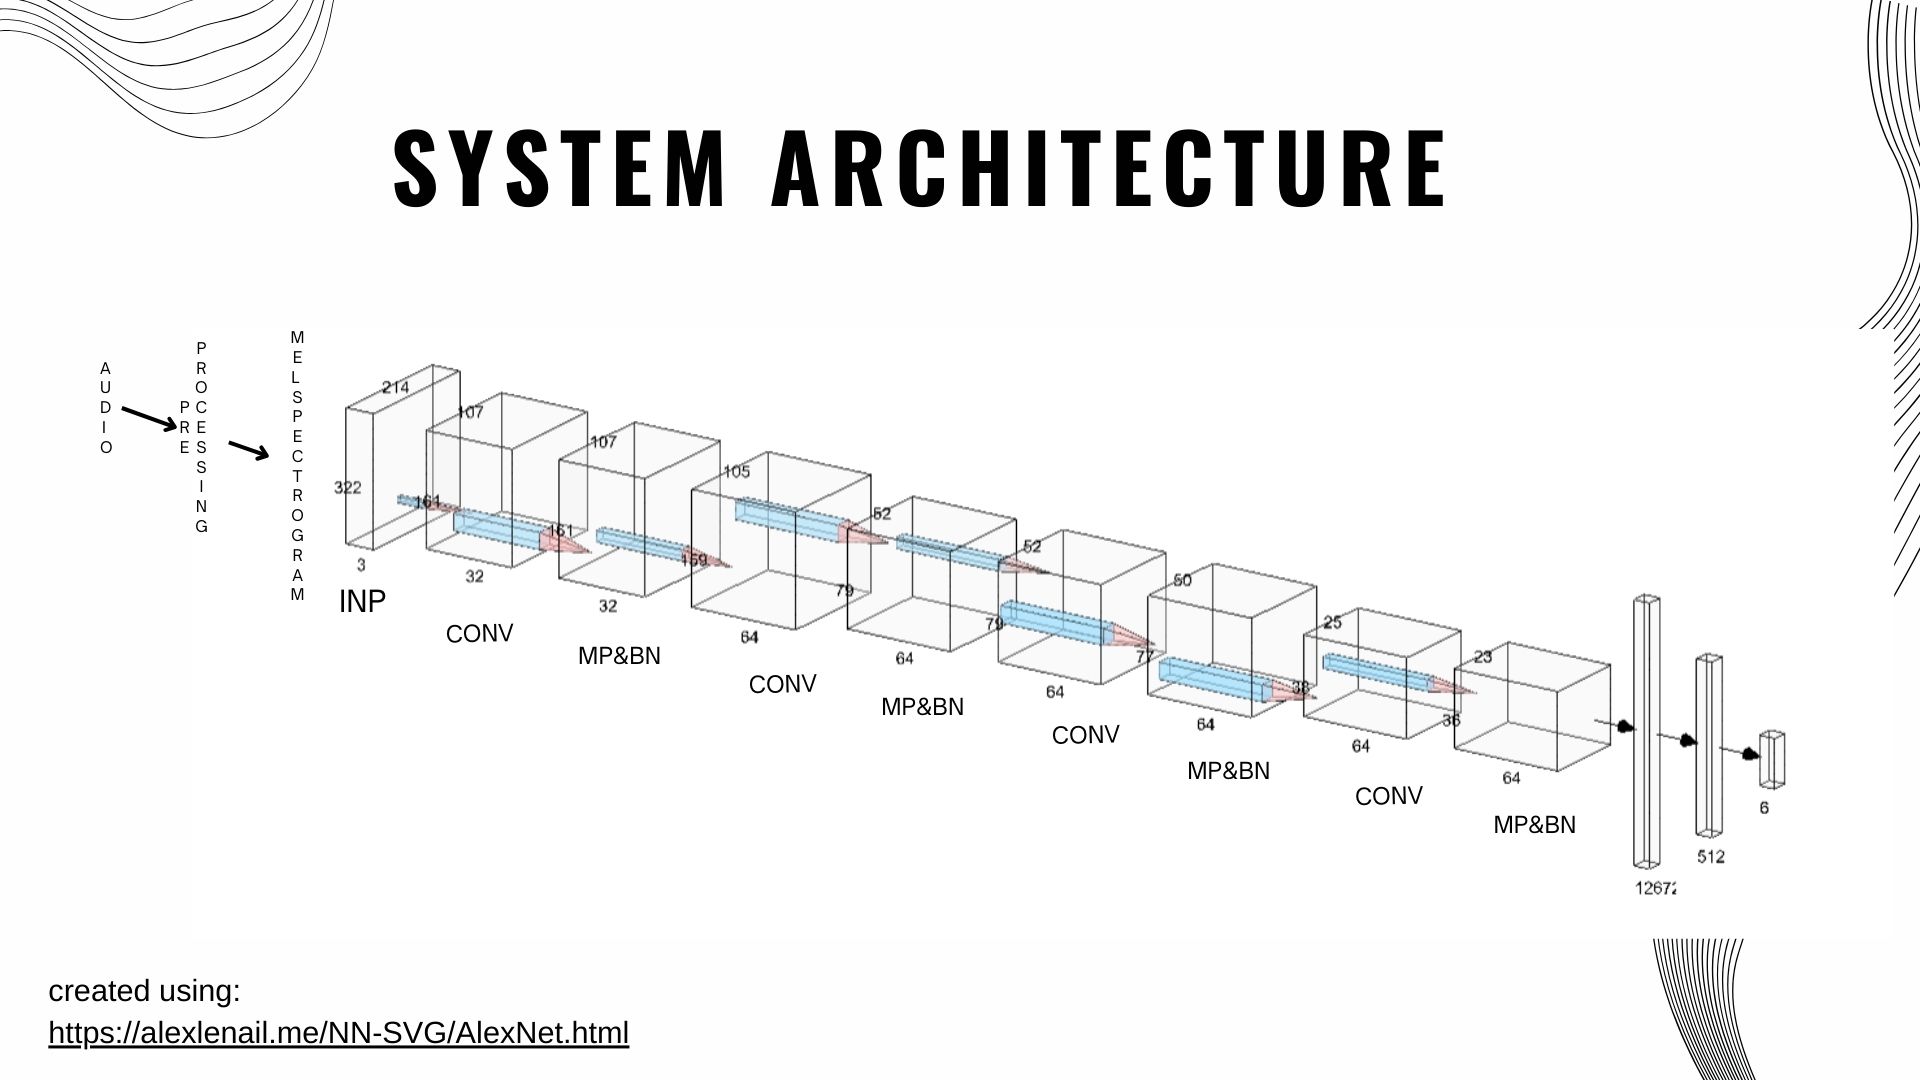 SYSTEM ARCHITECTURE
AUDIO
PRE
PROCESSING
MELSPECTROGRAM
214
322
3
INP
107
161
32
CONV
107
161
32
MP&BN
105
159
64
CONV
52
79
64
MP&BN
52
79
64
CONV
50
77
64
MP&BN
25
38
64
CONV
23
36
64
MP&BN
512
6
created using:
https://alexlenail.me/NN-SVG/AlexNet.html